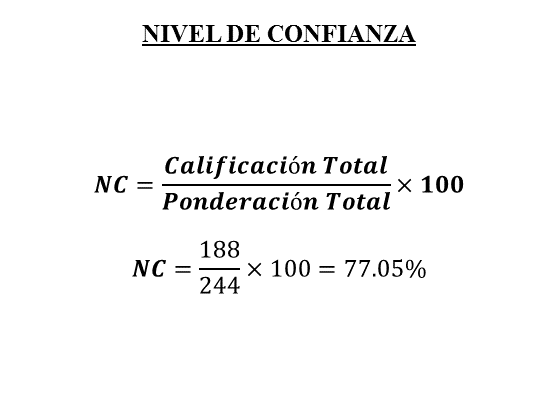 NIVEL DE CONFIANZA
NC = Calificación Total / Ponderación Total × 100
NC = 188 / 244 × 100 = 77.05%